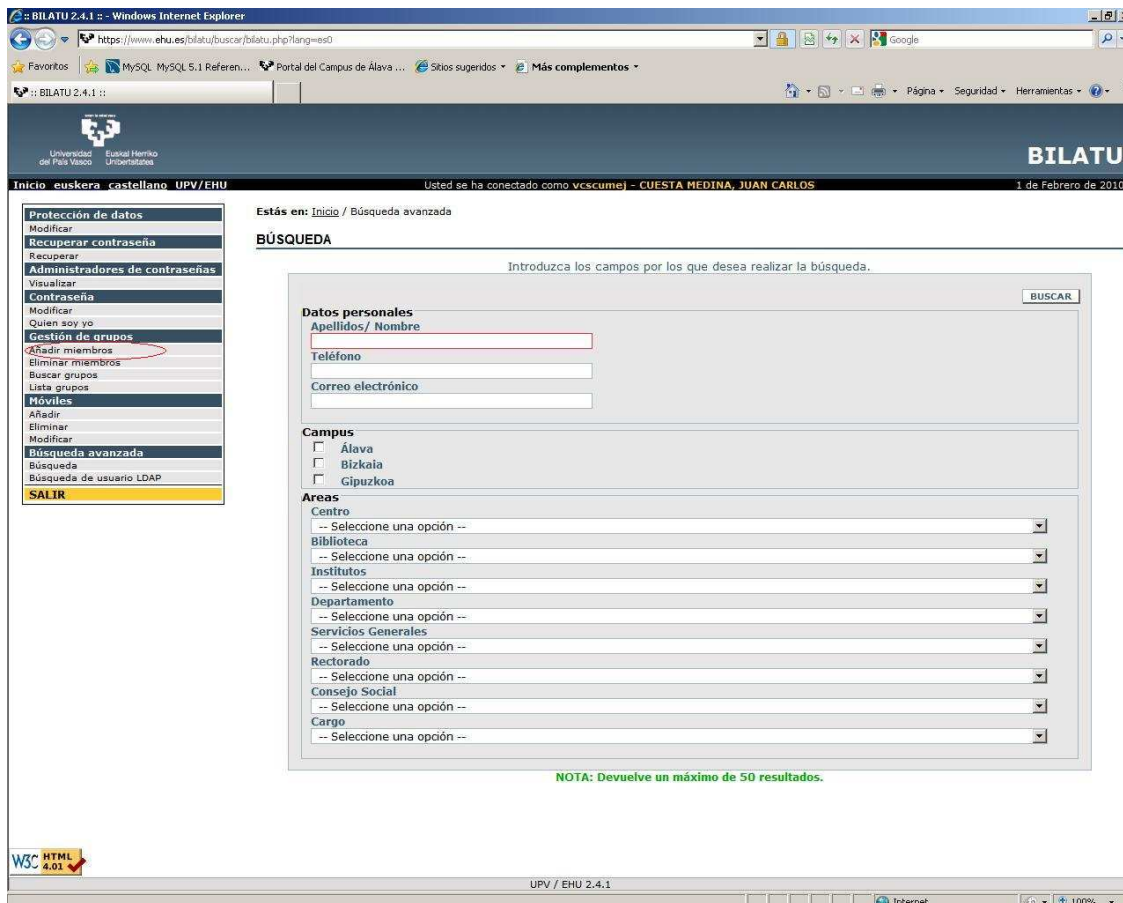 :: BILATU 2.4.1 :: - Windows Internet Explorer
https://www.ehu.es/bilatu/buscar/bilatu.php?lang=es0
Google
Favoritos MySQL MySQL 5.1 Referen... Portal del Campus de Álava ... Sitios sugeridos Más complementos
:: BILATU 2.4.1 ::
Página Seguridad Herramientas
Universidad del País Vasco Euskal Herriko Unibertsitatea
BILATU
Inicio euskera castellano UPV/EHU Usted se ha conectado como vcscumej - CUESTA MEDINA, JUAN CARLOS 1 de Febrero de 2010
Protección de datos
Modificar
Recuperar contraseña
Recuperar
Administradores de contraseñas
Visualizar
Contraseña
Modificar
Quien soy yo
Gestión de grupos
Añadir miembros
Eliminar miembros
Buscar grupos
Lista grupos
Móviles
Añadir
Eliminar
Modificar
Búsqueda avanzada
Búsqueda
Búsqueda de usuario LDAP
SALIR
Estás en: Inicio / Búsqueda avanzada
BÚSQUEDA
Introduzca los campos por los que desea realizar la búsqueda.
BUSCAR
Datos personales
Apellidos/ Nombre
Teléfono
Correo electrónico
Campus
Álava
Bizkaia
Gipuzkoa
Areas
Centro
-- Seleccione una opción --
Biblioteca
-- Seleccione una opción --
Institutos
-- Seleccione una opción --
Departamento
-- Seleccione una opción --
Servicios Generales
-- Seleccione una opción --
Rectorado
-- Seleccione una opción --
Consejo Social
-- Seleccione una opción --
Cargo
-- Seleccione una opción --
NOTA: Devuelve un máximo de 50 resultados.
W3C HTML 4.01
UPV / EHU 2.4.1
Internet 100%